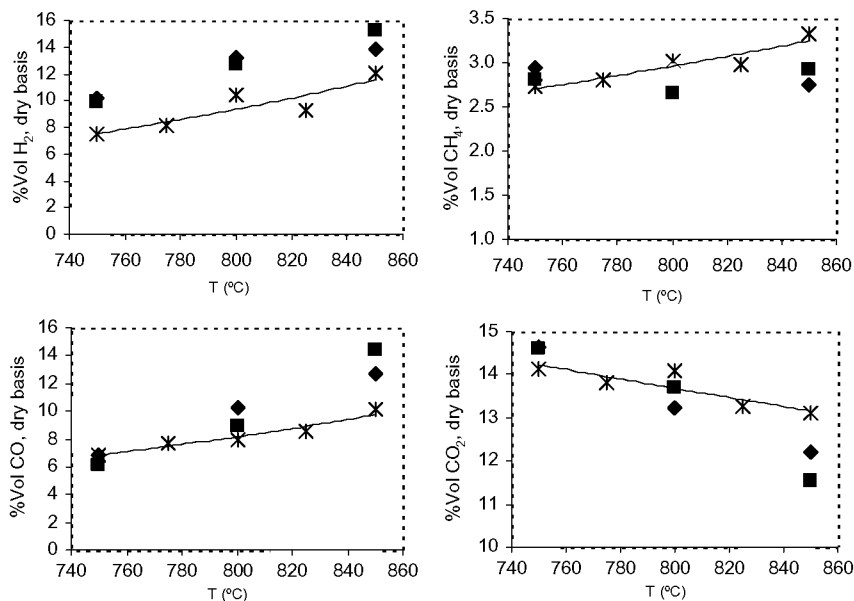 %Vol H₂, dry basis
16
14
12
10
8
6
4
2
0
740 760 780 800 820 840 860
T (ºC)
%Vol CH₄, dry basis
3.5
3.0
2.5
2.0
1.5
1.0
740 760 780 800 820 840 860
T (ºC)
%Vol CO, dry basis
16
14
12
10
8
6
4
2
0
740 760 780 800 820 840 860
T (ºC)
%Vol CO₂, dry basis
15
14
13
12
11
10
740 760 780 800 820 840 860
T (ºC)